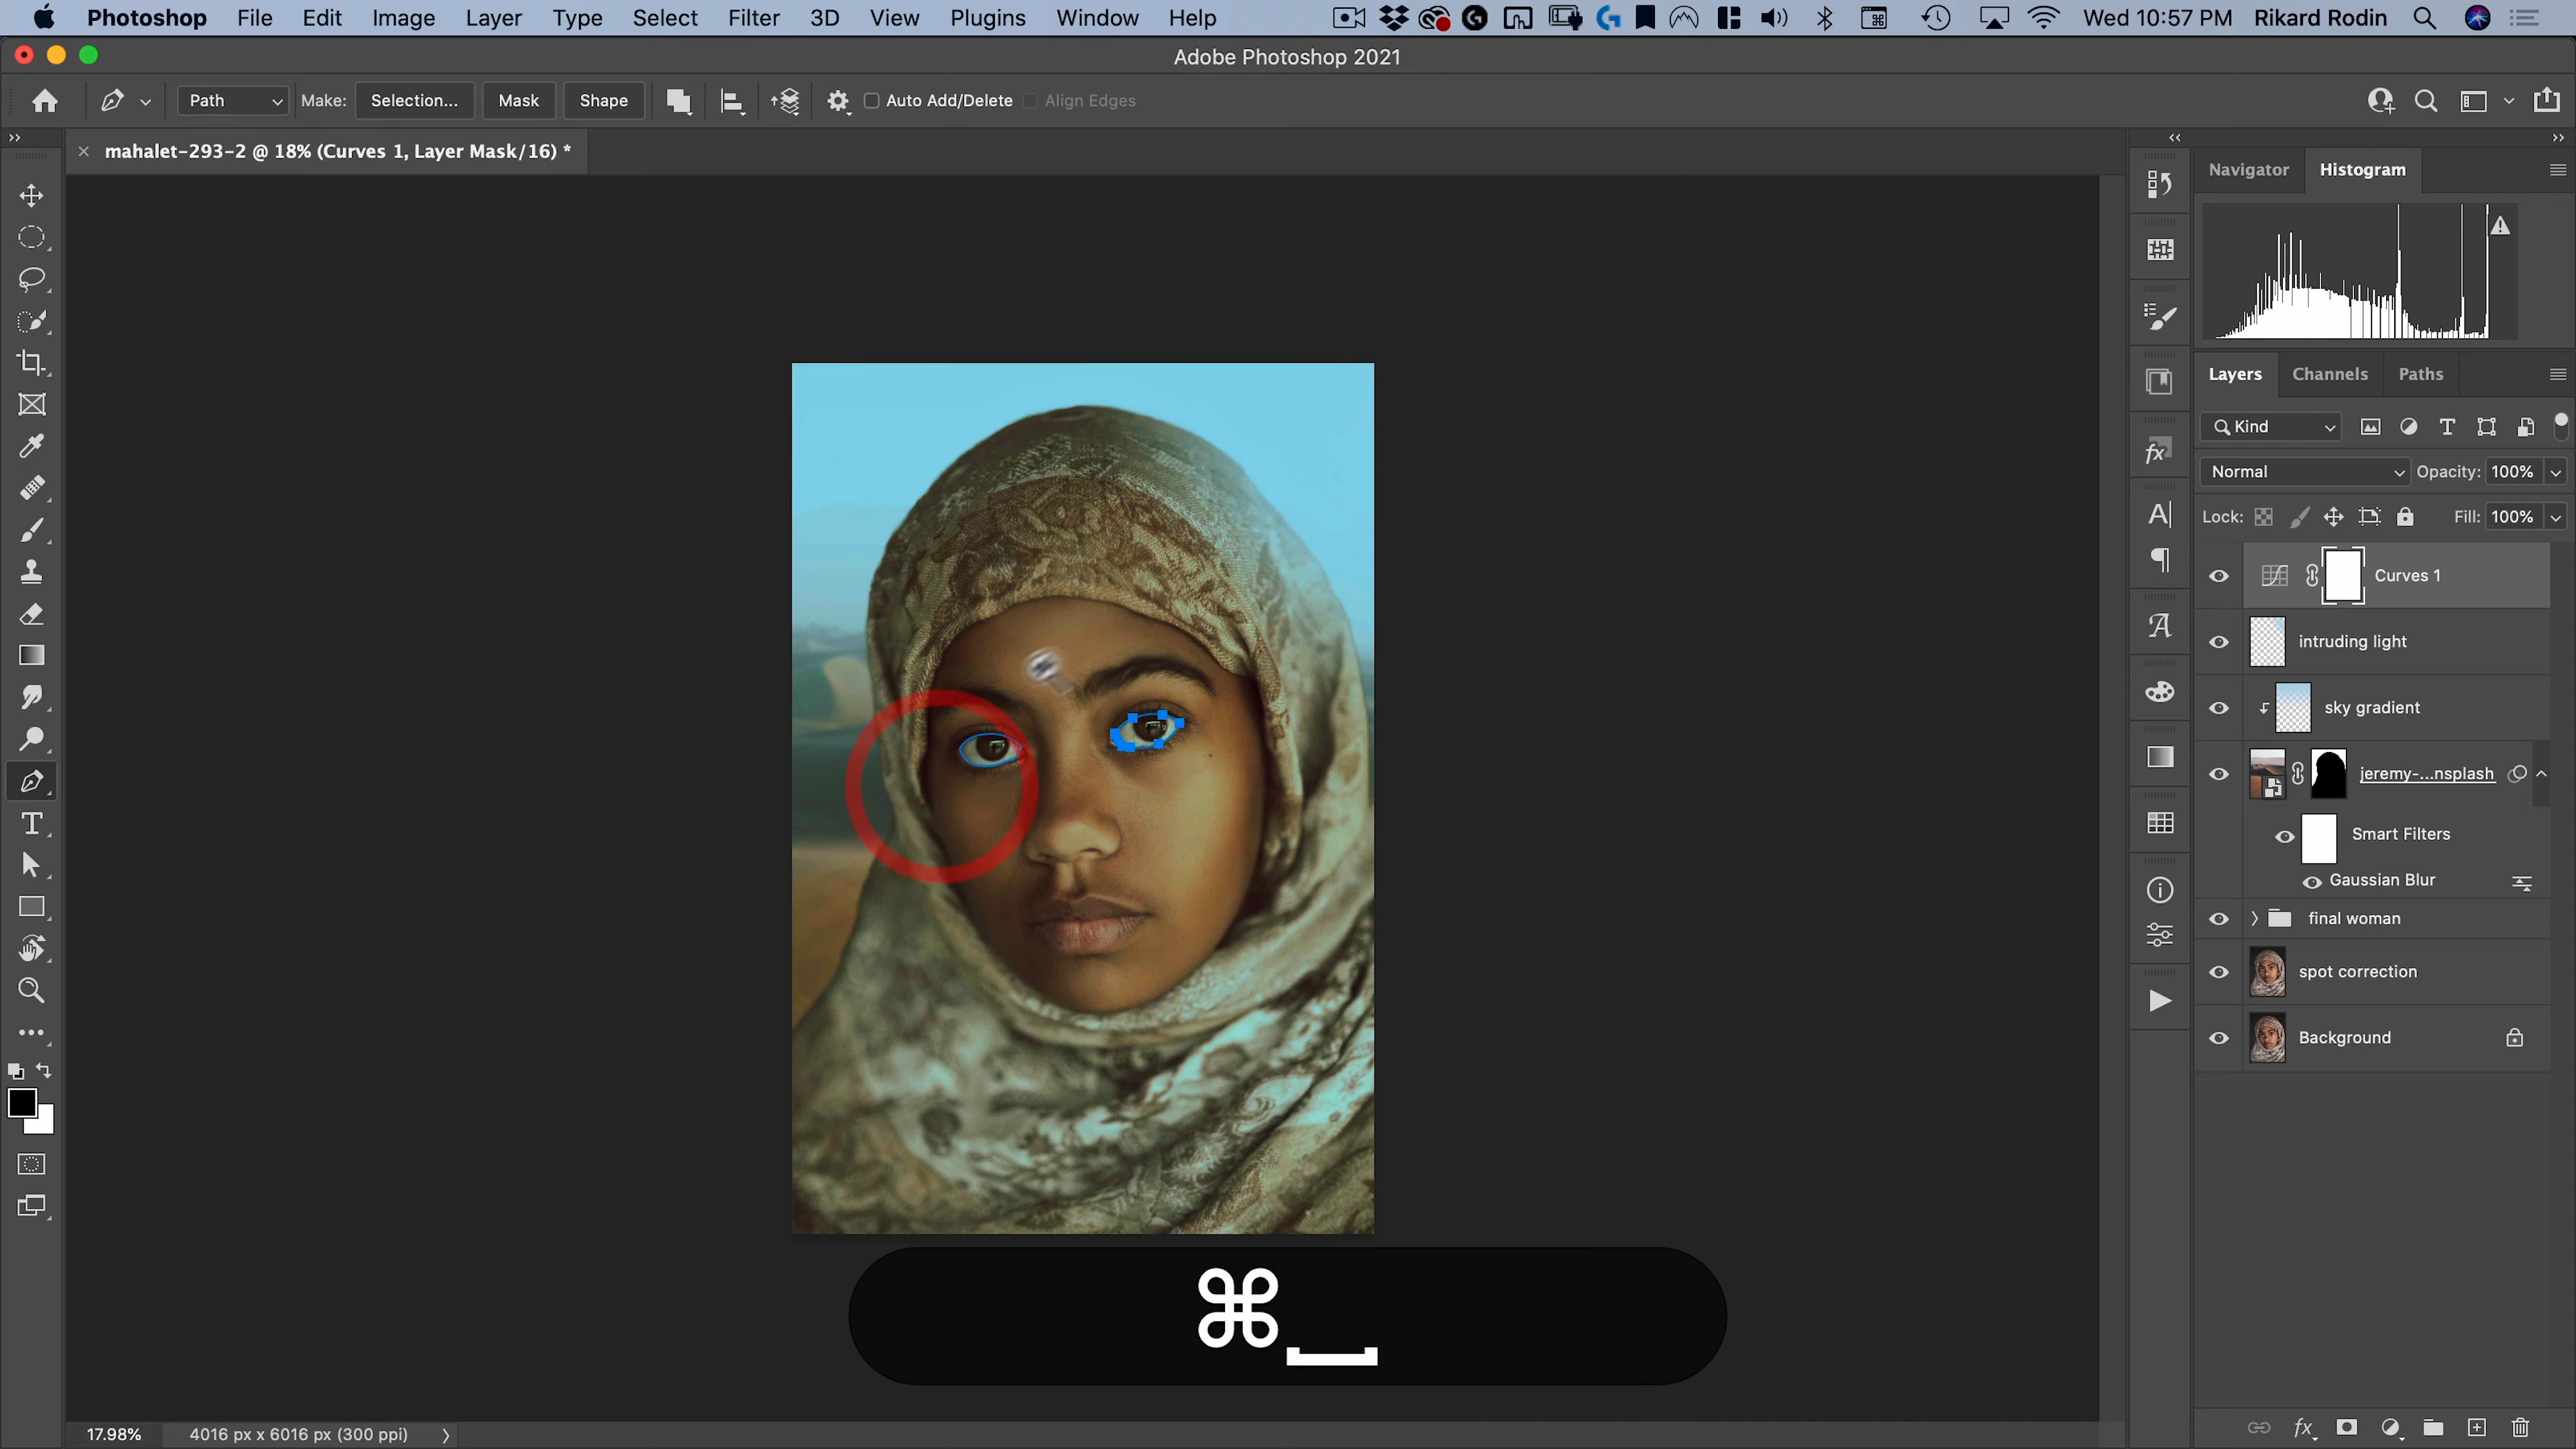 Photoshop File Edit Image Layer Type Select Filter 3D View Plugins Window Help Wed 10:57 PM Rikard Rodin
Adobe Photoshop 2021
Path Make: Selection... Mask Shape Auto Add/Delete Align Edges
mahalet-293-2 @ 18% (Curves 1, Layer Mask/16) *
Navigator Histogram
Layers Channels Paths
Kind
Normal Opacity: 100%
Lock: Fill: 100%
Curves 1
intruding light
sky gradient
jeremy-...nsplash
Smart Filters
Gaussian Blur
final woman
spot correction
Background
17.98% 4016 px x 6016 px (300 ppi)